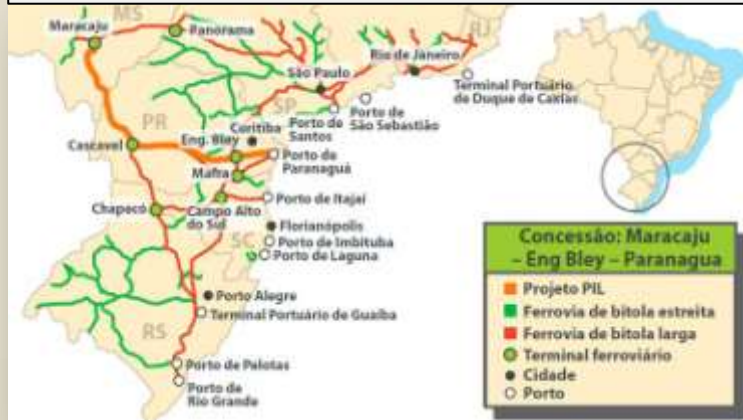 MS
Maracaju
Panorama
RJ
Rio de Janeiro
São Paulo
SP
Terminal Portuário
de Duque de Caxias
Porto de
São Sebastião
Porto de
Santos
PR
Curitiba
Eng. Bley
Cascavel
Porto de
Paranaguá
Mafra
Porto de Itajaí
Chapecó
Campo Alto
do Sul
Florianópolis
SC
Porto de Imbituba
Porto de Laguna
Porto Alegre
Terminal Portuário de Guaíba
RS
Porto de Pelotas
Porto de
Rio Grande
Concessão: Maracaju
– Eng Bley – Paranagua
Projeto PIL
Ferrovia de bitola estreita
Ferrovia de bitola larga
Terminal ferroviário
Cidade
Porto